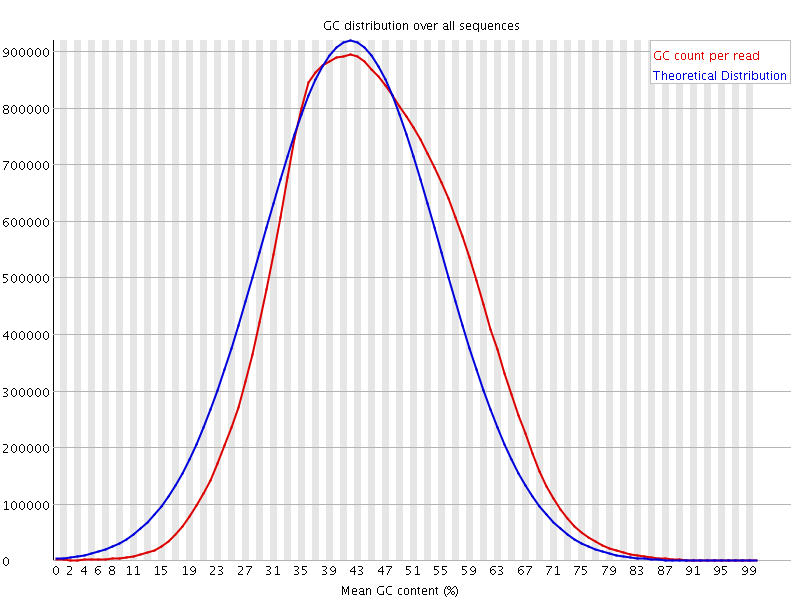 GC distribution over all sequences
GC count per read
Theoretical Distribution
900000
800000
700000
600000
500000
400000
300000
200000
100000
0
0 2 4 6 8 11 15 19 23 27 31 35 39 43 47 51 55 59 63 67 71 75 79 83 87 91 95 99
Mean GC content (%)